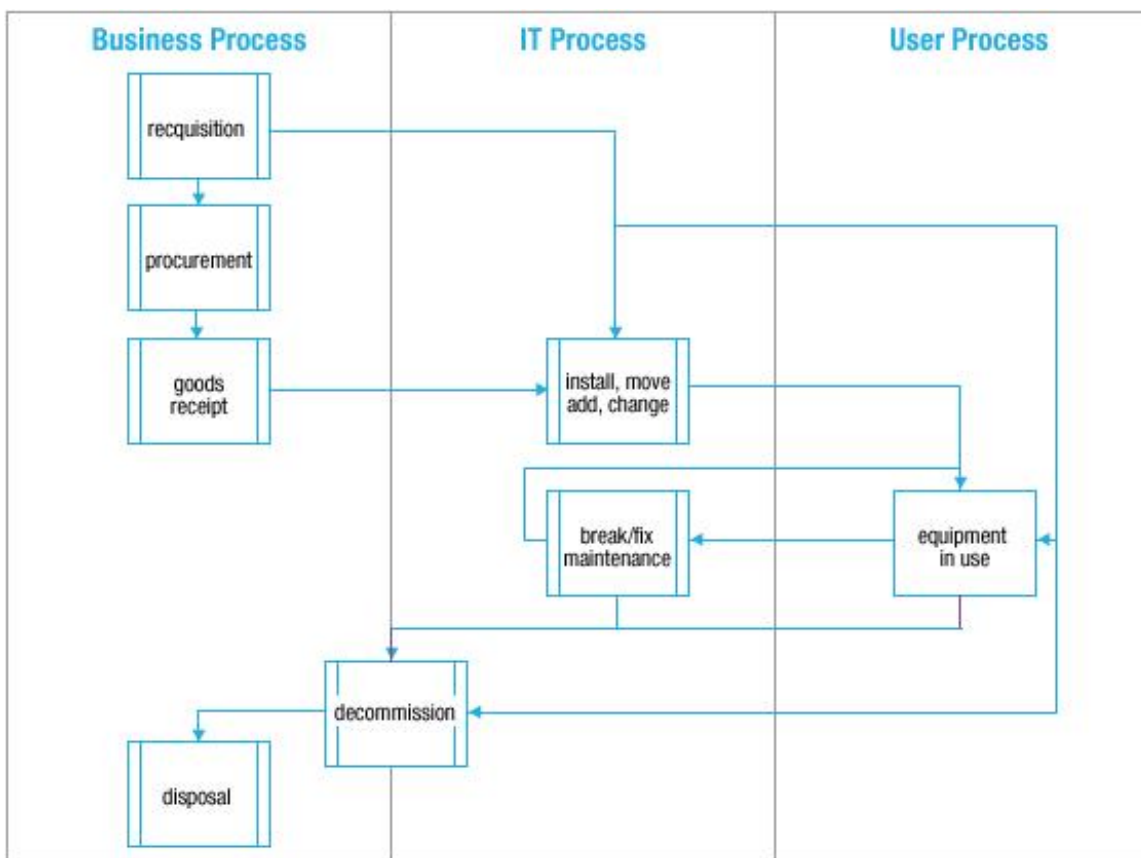 Business Process
IT Process
User Process
recquisition
procurement
goods
receipt
install, move
add, change
break/fix
maintenance
equipment
in use
decommission
disposal